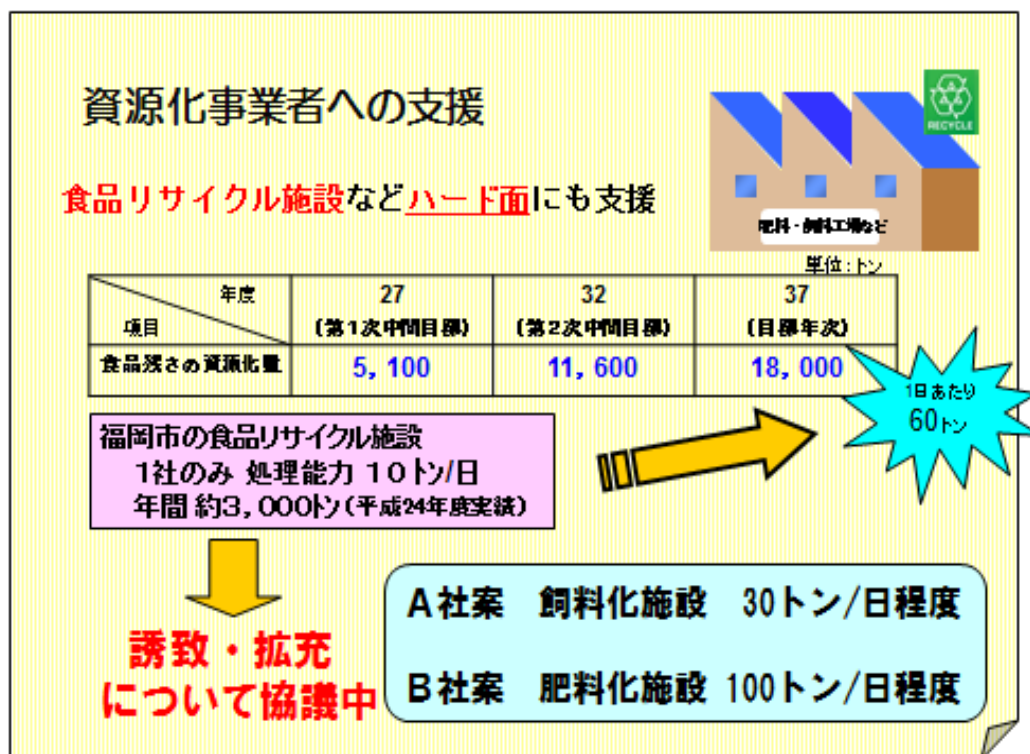 資源化事業者への支援
RECYCLE
食品リサイクル施設などハード面にも支援
肥料・飼料工場など
単位:トン
年度 27 32 37
項目 (第1次中間目標) (第2次中間目標) (目標年次)
食品残さの資源化量 5,100 11,600 18,000
1日あたり
60トン
福岡市の食品リサイクル施設
1社のみ 処理能力 10トン/日
年間 約3,000トン(平成24年度実績)
A社案 飼料化施設 30トン/日程度
B社案 肥料化施設 100トン/日程度
誘致・拡充
について協議中